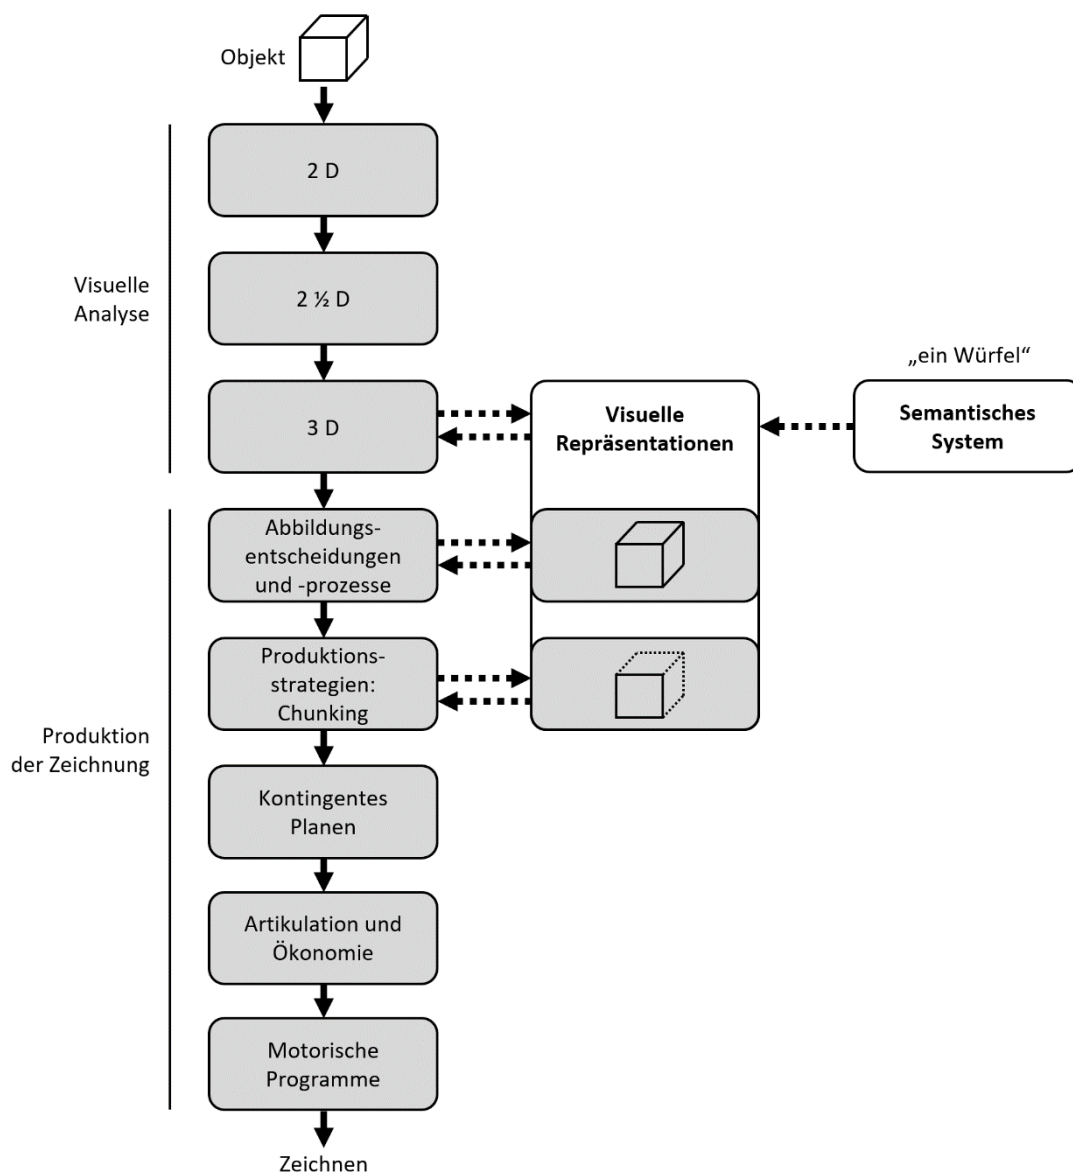 Objekt
2 D
Visuelle
Analyse
2 ½ D
3 D
Visuelle
Repräsentationen
„ein Würfel“
Semantisches
System
Abbildungs-
entscheidungen
und -prozesse
Produktions-
strategien:
Chunking
Produktion
der Zeichnung
Kontingentes
Planen
Artikulation und
Ökonomie
Motorische
Programme
Zeichnen